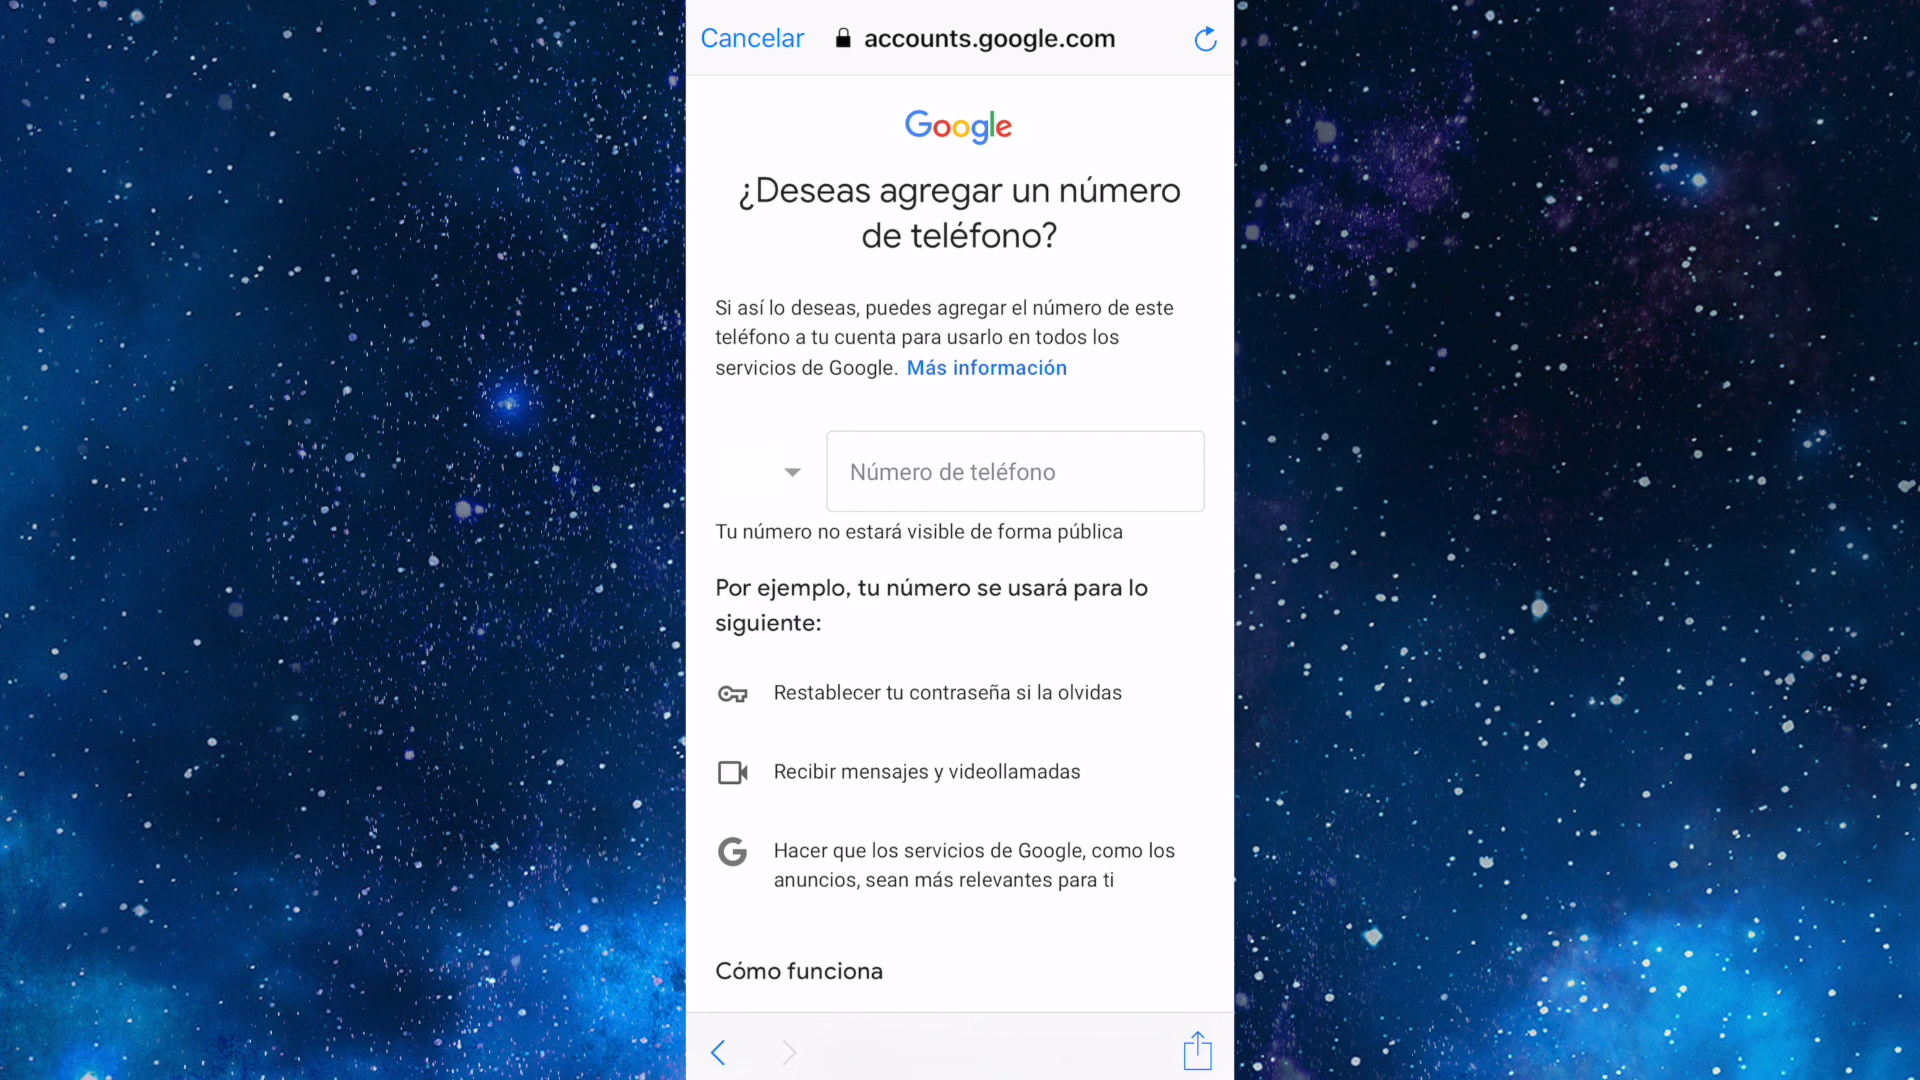 Cancelar accounts.google.com
Google
¿Deseas agregar un número
de teléfono?
Si así lo deseas, puedes agregar el número de este
teléfono a tu cuenta para usarlo en todos los
servicios de Google. Más información
Número de teléfono
Tu número no estará visible de forma pública
Por ejemplo, tu número se usará para lo
siguiente:
Restablecer tu contraseña si la olvidas
Recibir mensajes y videollamadas
Hacer que los servicios de Google, como los
anuncios, sean más relevantes para ti
Cómo funciona